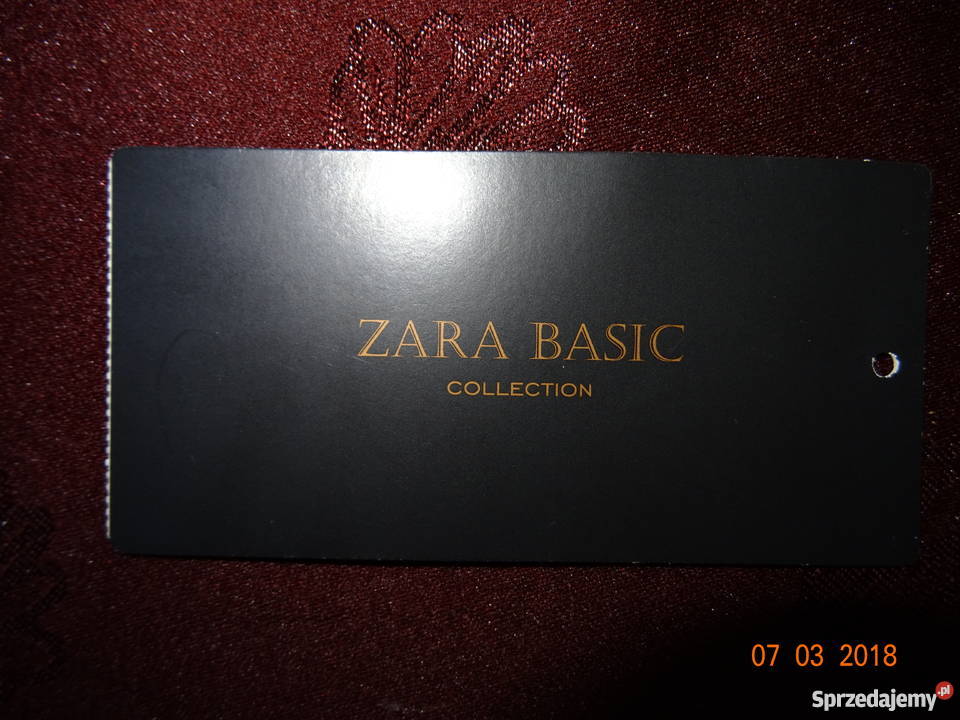 ZARA BASIC
COLLECTION
07 03 2018
Sprzedajemy.pl